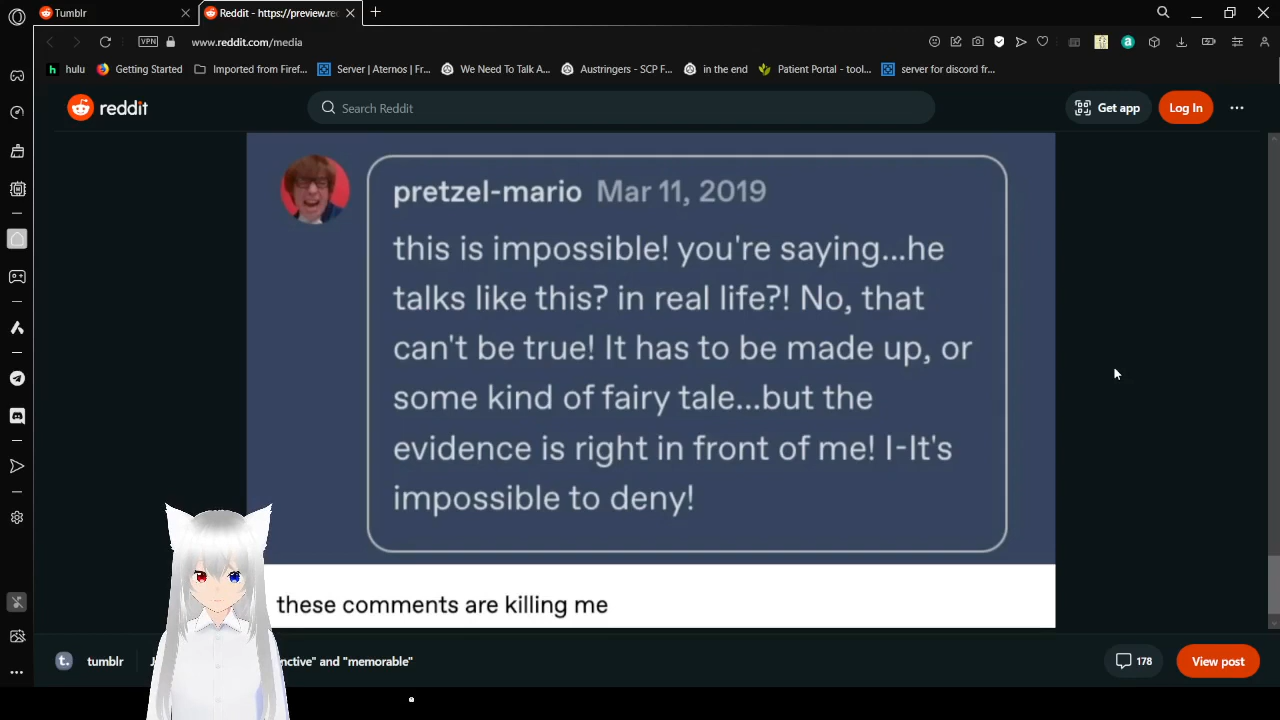 Tumblr
Reddit - https://preview.re
www.reddit.com/media
VPN
hulu
Getting Started
Imported from Firef...
Server | Aternos | Fr...
We Need To Talk A...
Austringers - SCP F...
in the end
Patient Portal - tool...
server for discord fr...
reddit
Search Reddit
Get app
Log In
pretzel-mario Mar 11, 2019
this is impossible! you're saying...he
talks like this? in real life?! No, that
can't be true! It has to be made up, or
some kind of fairy tale...but the
evidence is right in front of me! I-It's
impossible to deny!
these comments are killing me
tumblr
nctive" and "memorable"
178
View post